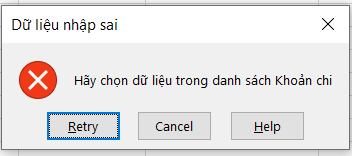 Dữ liệu nhập sai
Hãy chọn dữ liệu trong danh sách Khoản chi
Retry Cancel Help